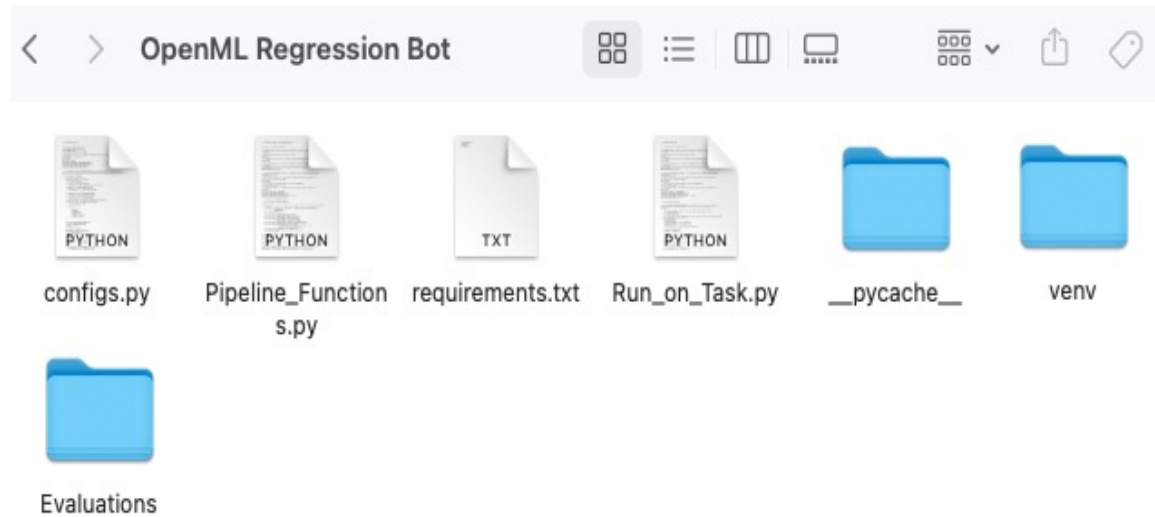 OpenML Regression Bot
PYTHON
PYTHON
TXT
PYTHON
configs.py
Pipeline_Function
s.py
requirements.txt
Run_on_Task.py
__pycache__
venv
Evaluations